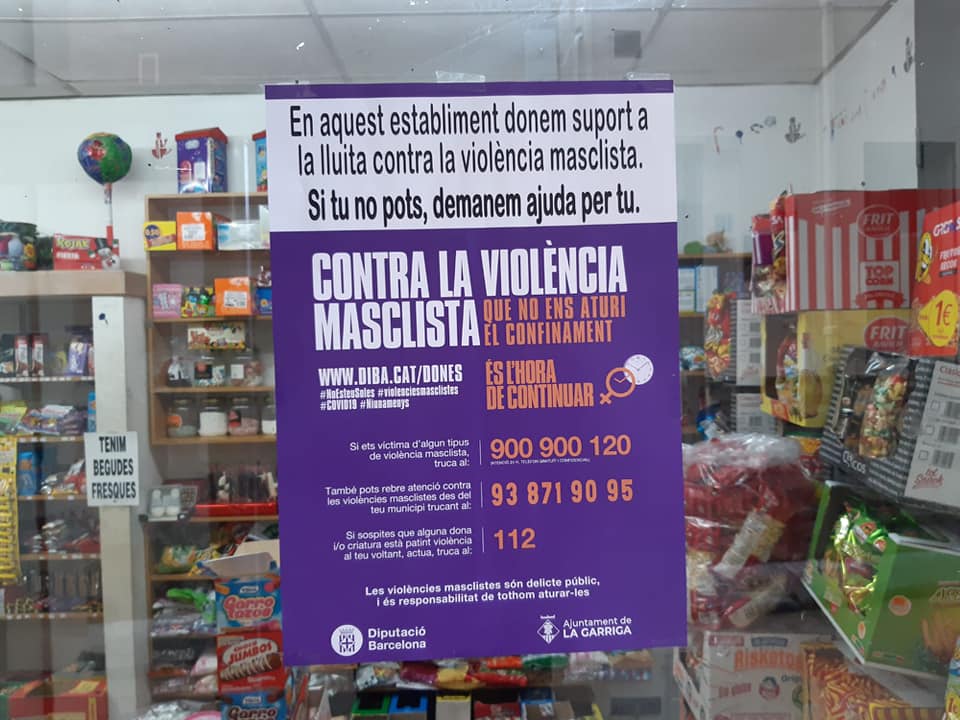 En aquest establiment donem suport a
la lluita contra la violència masclista.
Si tu no pots, demanem ajuda per tu.
CONTRA LA VIOLÈNCIA
MASCLISTA
QUE NO ENS ATURI
EL CONFINAMENT
WWW.DIBA.CAT/DONES
#NoEsteuSoles #violenciesmasclistes
#COVID19 #Niunamenys
ÉS L'HORA
DE CONTINUAR
Si ets víctima d'algun tipus
de violència masclista,
truca al:
900 900 120
També pots rebre atenció contra
les violències masclistes des del
teu municipi trucant al:
93 871 90 95
Si sospites que alguna dona
i/o criatura està patint violència
al teu voltant, actua, truca al:
112
Les violències masclistes són delicte públic,
i és responsabilitat de tothom aturar-les
Diputació
Barcelona
Ajuntament de
LA GARRIGA
TENIM
BEGUDES
FRESQUES
ROJAL
FIESTA
FRIT
TOP
CORN
FRIT
1€
JUMBOS
Riskotos